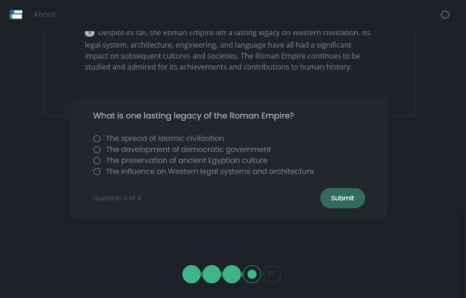 About
Despite its fall, the Roman Empire left a lasting legacy on Western civilization. Its
legal system, architecture, engineering, and language have all had a significant
impact on subsequent cultures and societies. The Roman Empire continues to be
studied and admired for its achievements and contributions to human history.
What is one lasting legacy of the Roman Empire?
The spread of Islamic civilization
The development of democratic government
The preservation of ancient Egyptian culture
The influence on Western legal systems and architecture
Question 4 of 4
Submit